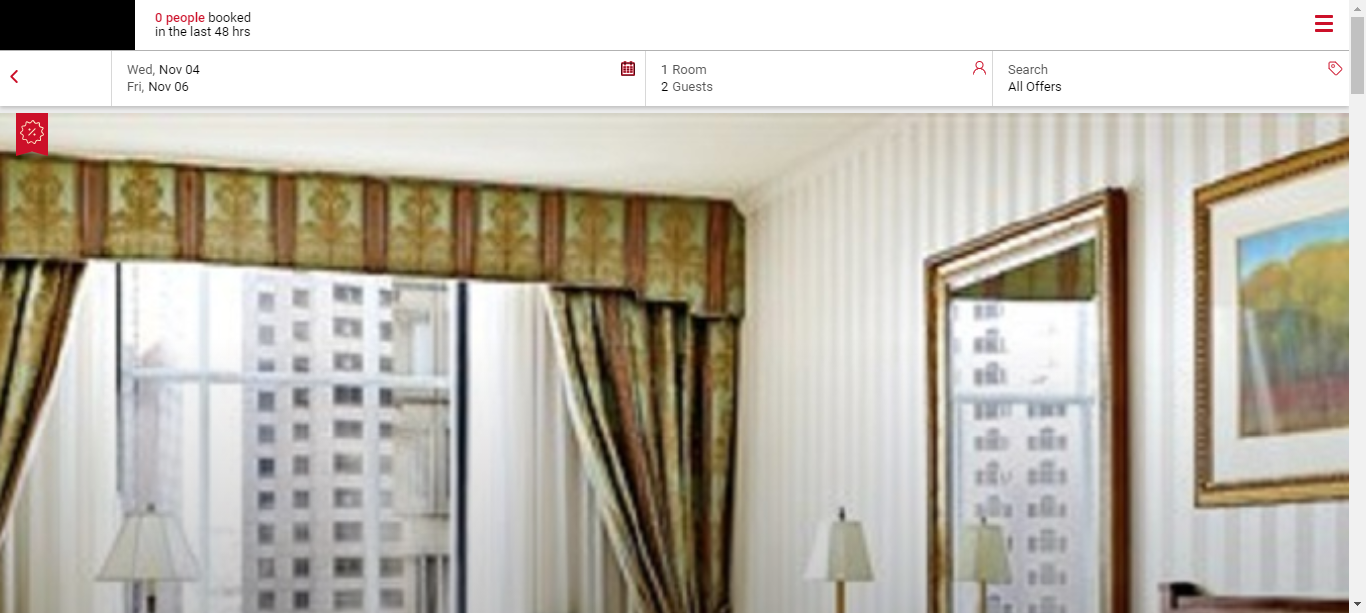 0 people booked
in the last 48 hrs
Wed, Nov 04
Fri, Nov 06
1 Room
2 Guests
Search
All Offers